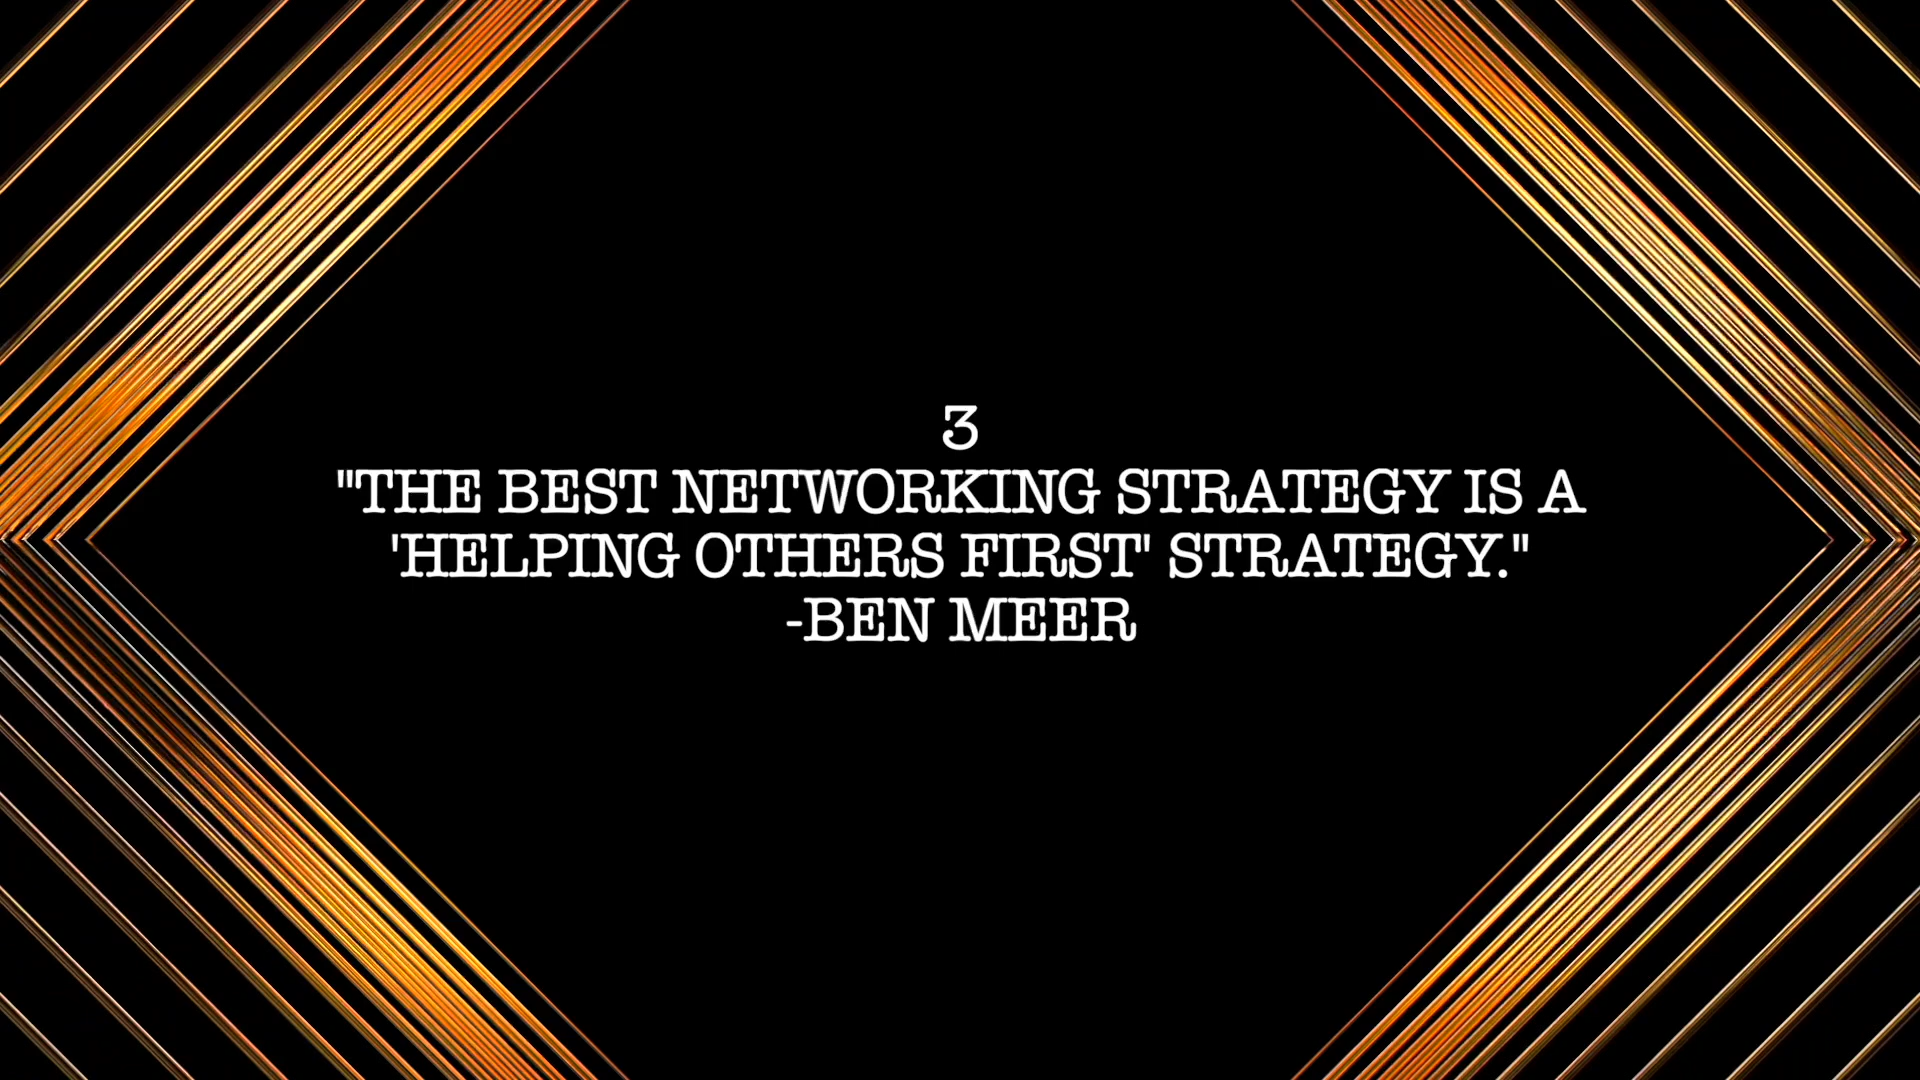 3
"THE BEST NETWORKING STRATEGY IS A
'HELPING OTHERS FIRST' STRATEGY."
-BEN MEER